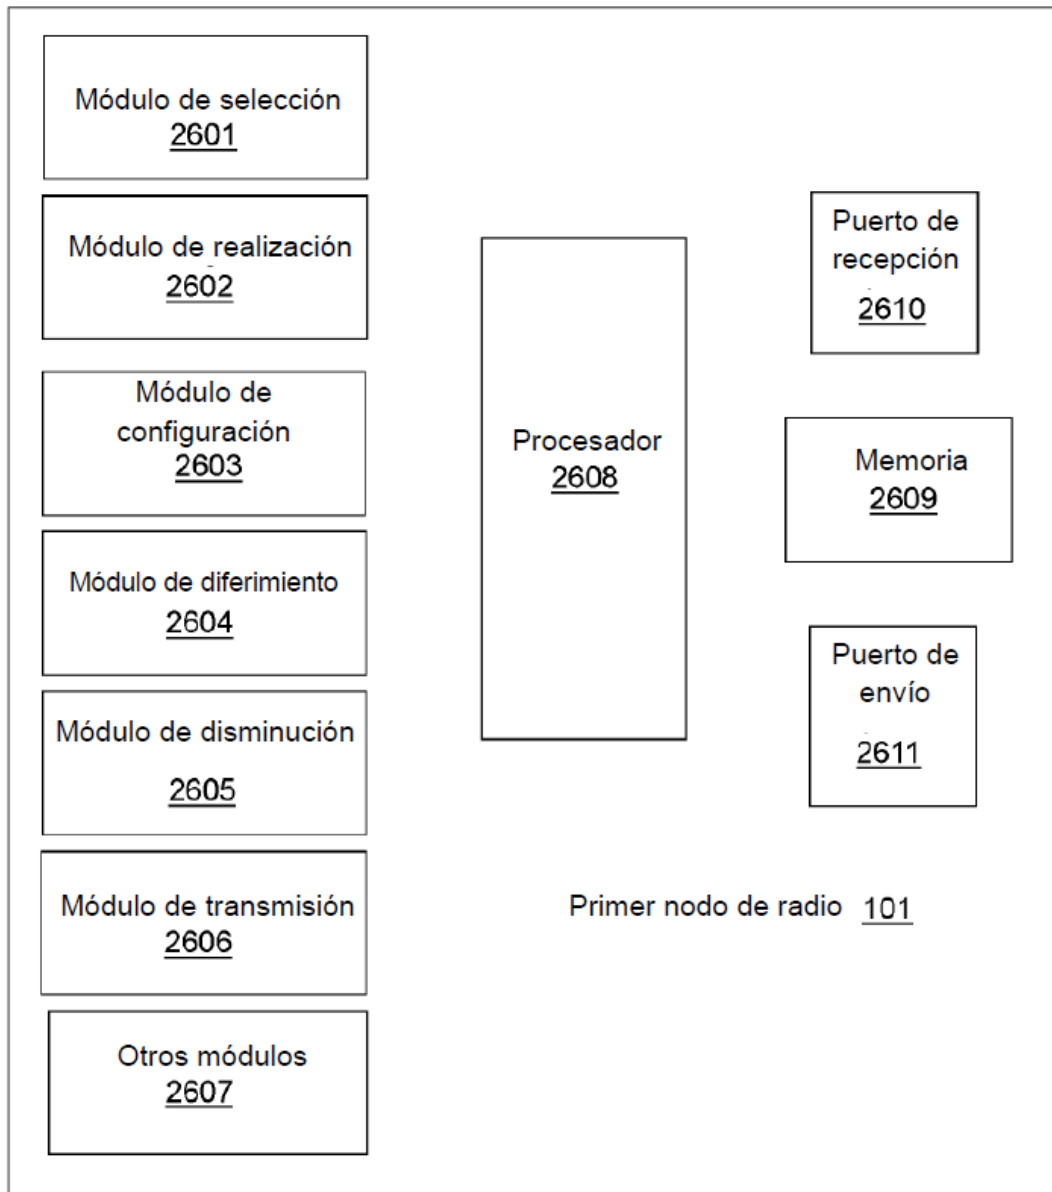 Módulo de selección
2601
Módulo de realización
2602
Módulo de
configuración
2603
Módulo de diferimiento
2604
Módulo de disminución
2605
Módulo de transmisión
2606
Otros módulos
2607
Procesador
2608
Puerto de
recepción
2610
Memoria
2609
Puerto de
envío
2611
Primer nodo de radio 101